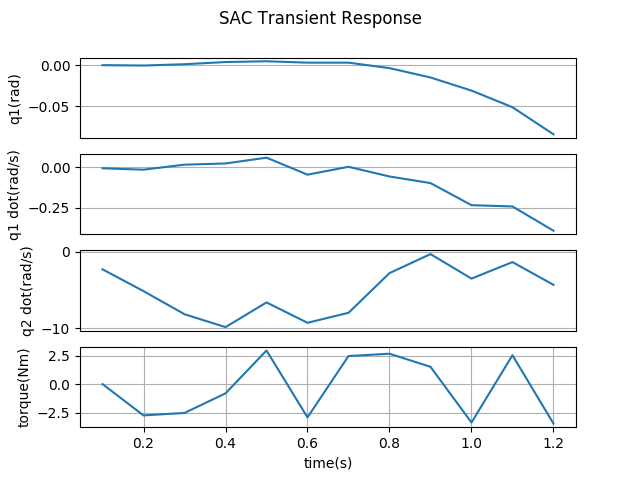 SAC Transient Response
0.00
−0.05
q1(rad)
0.00
−0.25
q1 dot(rad/s)
0
−10
q2 dot(rad/s)
2.5
0.0
−2.5
torque(Nm)
0.2 0.4 0.6 0.8 1.0 1.2
time(s)